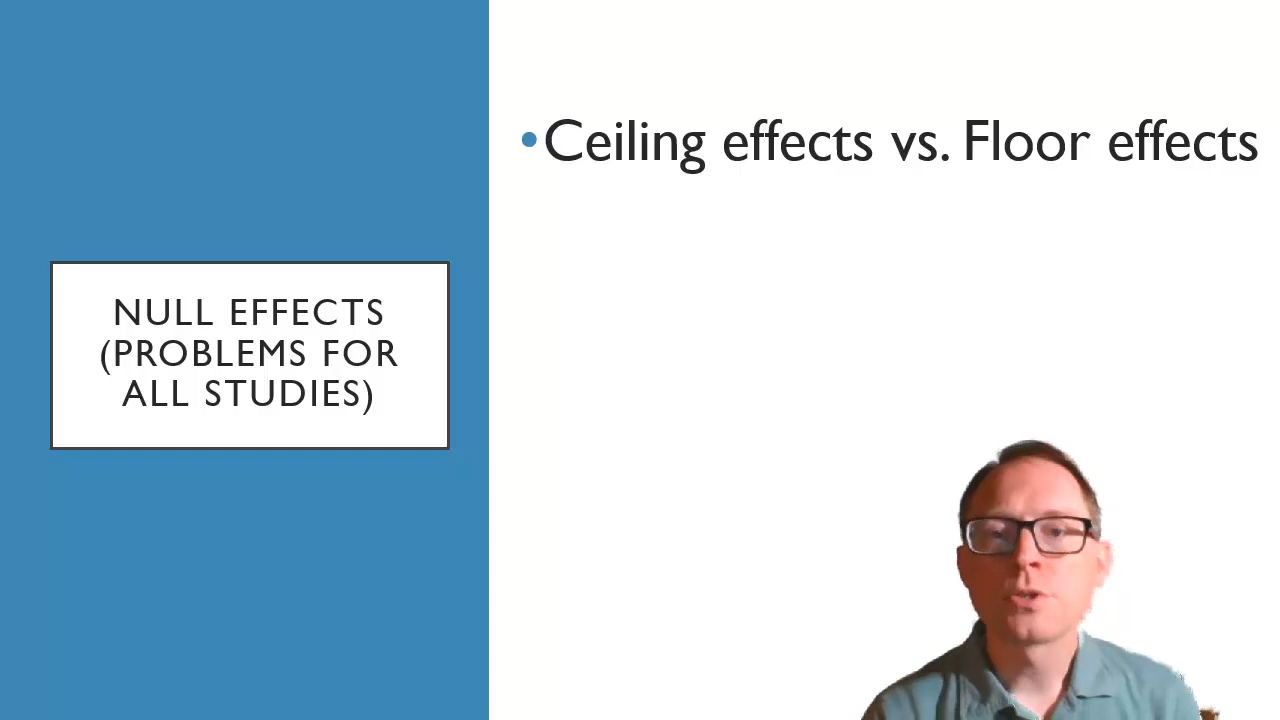 •Ceiling effects vs. Floor effects
NULL EFFECTS
(PROBLEMS FOR
ALL STUDIES)